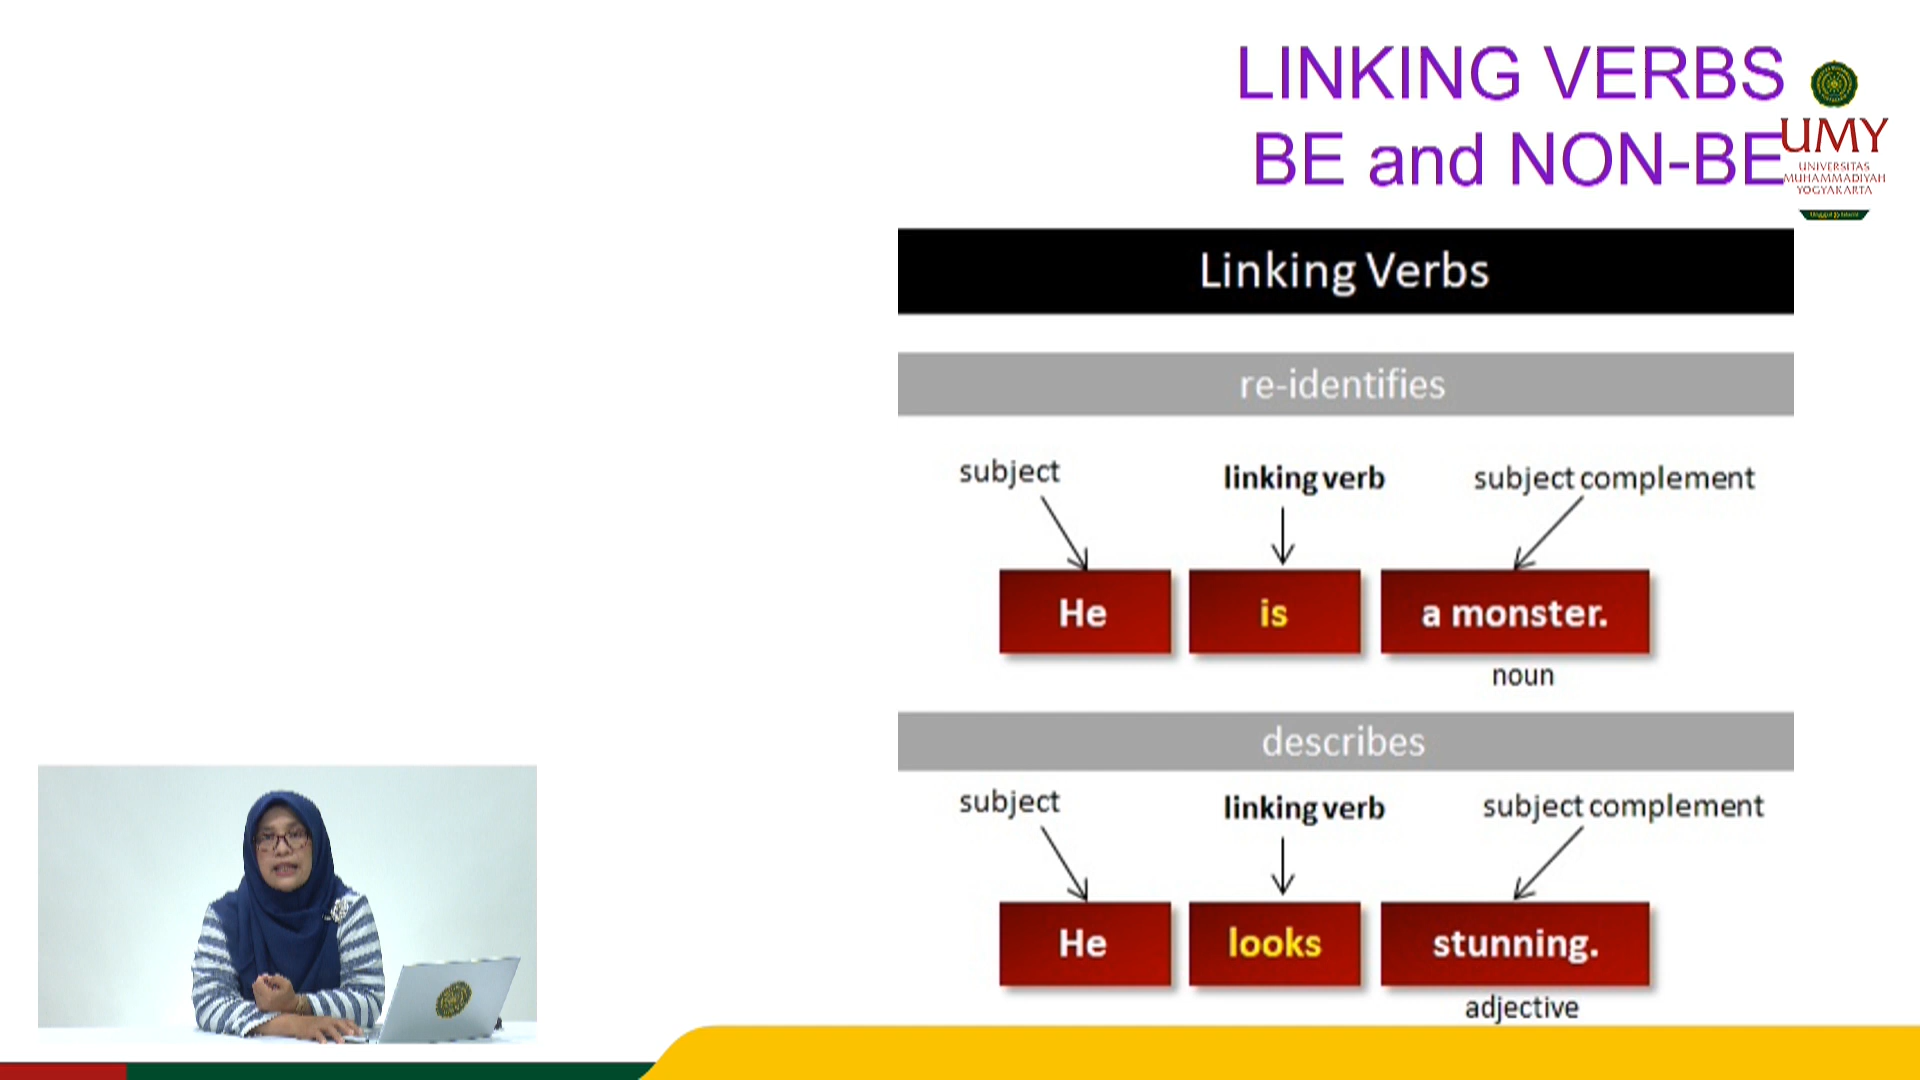 LINKING VERBS
BE and NON-BE
UMY
UNIVERSITAS
MUHAMMADIYAH
YOGYAKARTA
Linking Verbs
re-identifies
subject
linking verb
subject complement
He
is
a monster.
noun
describes
subject
linking verb
subject complement
He
looks
stunning.
adjective